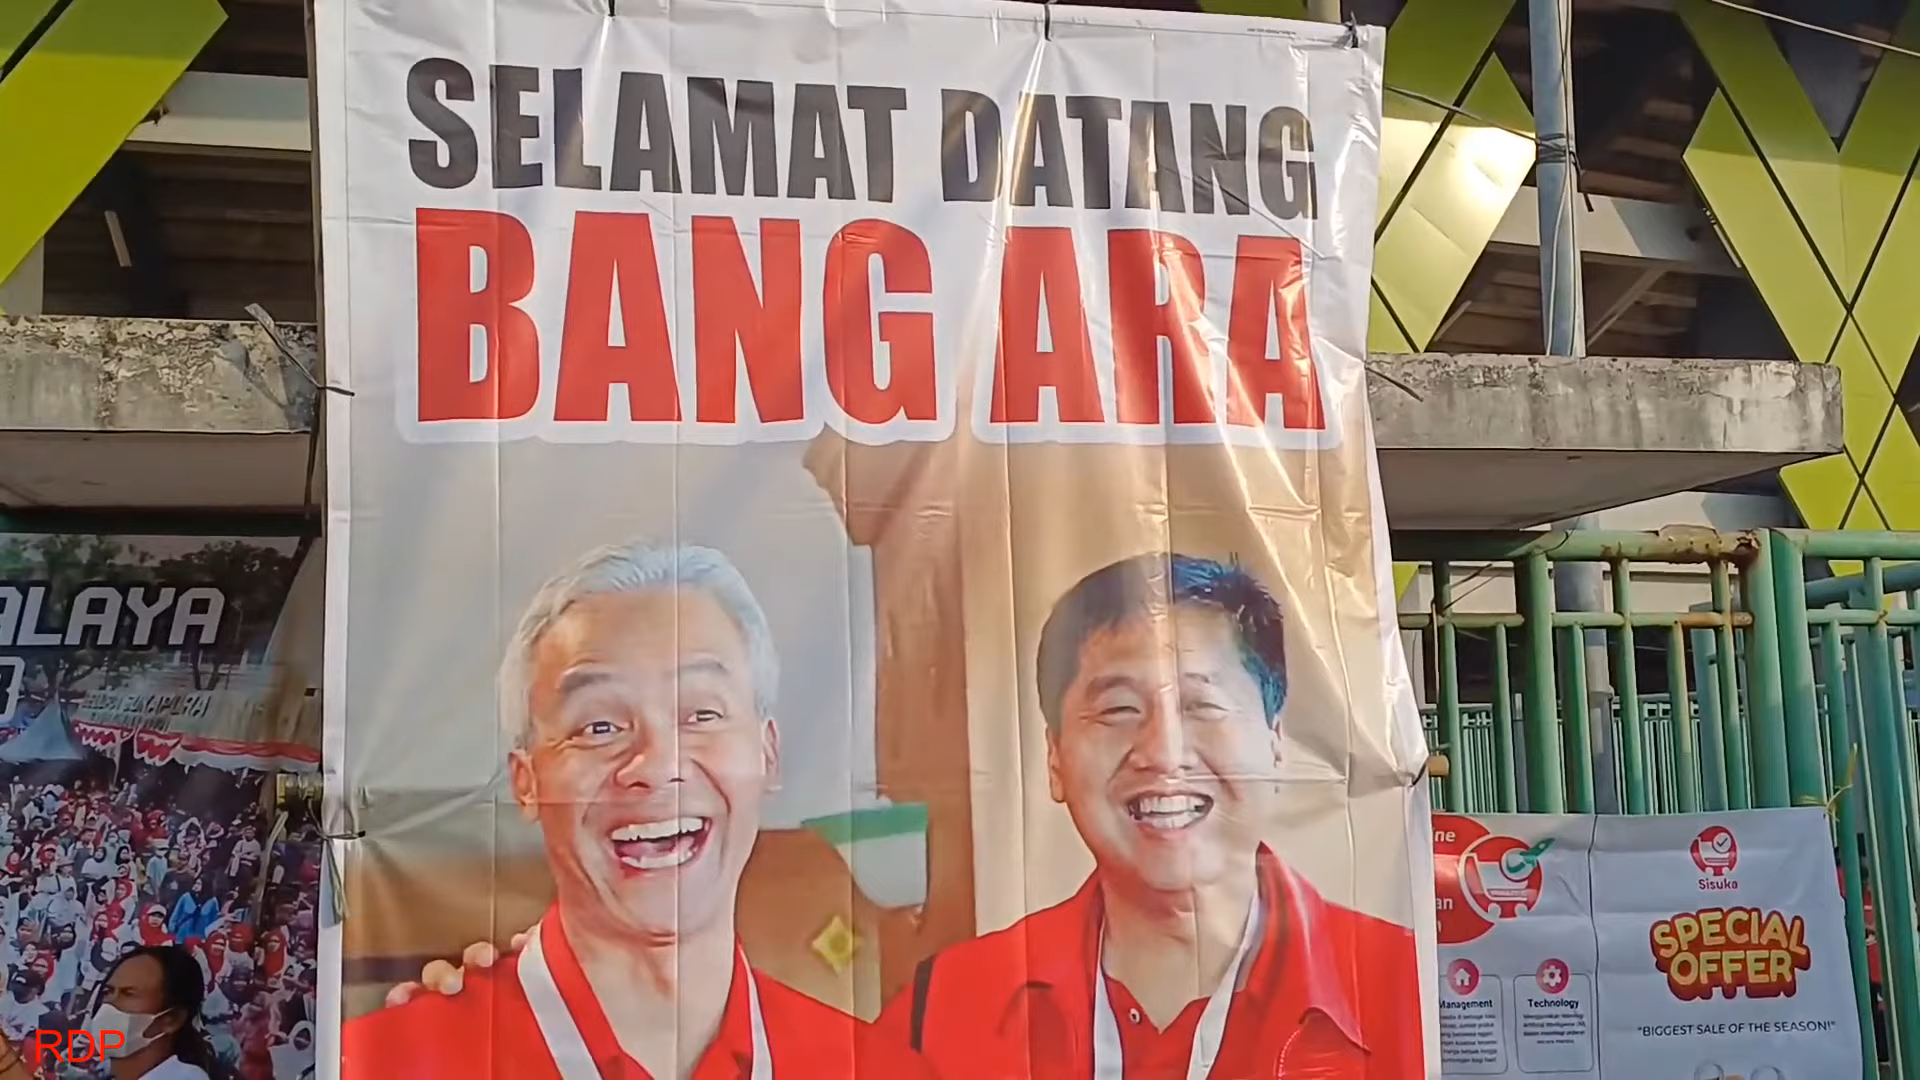 SELAMAT DATANG
BANG ARA
ALAYA
Sisuka
SPECIAL
OFFER
"BIGGEST SALE OF THE SEASON!"
Management
Technology
RDP